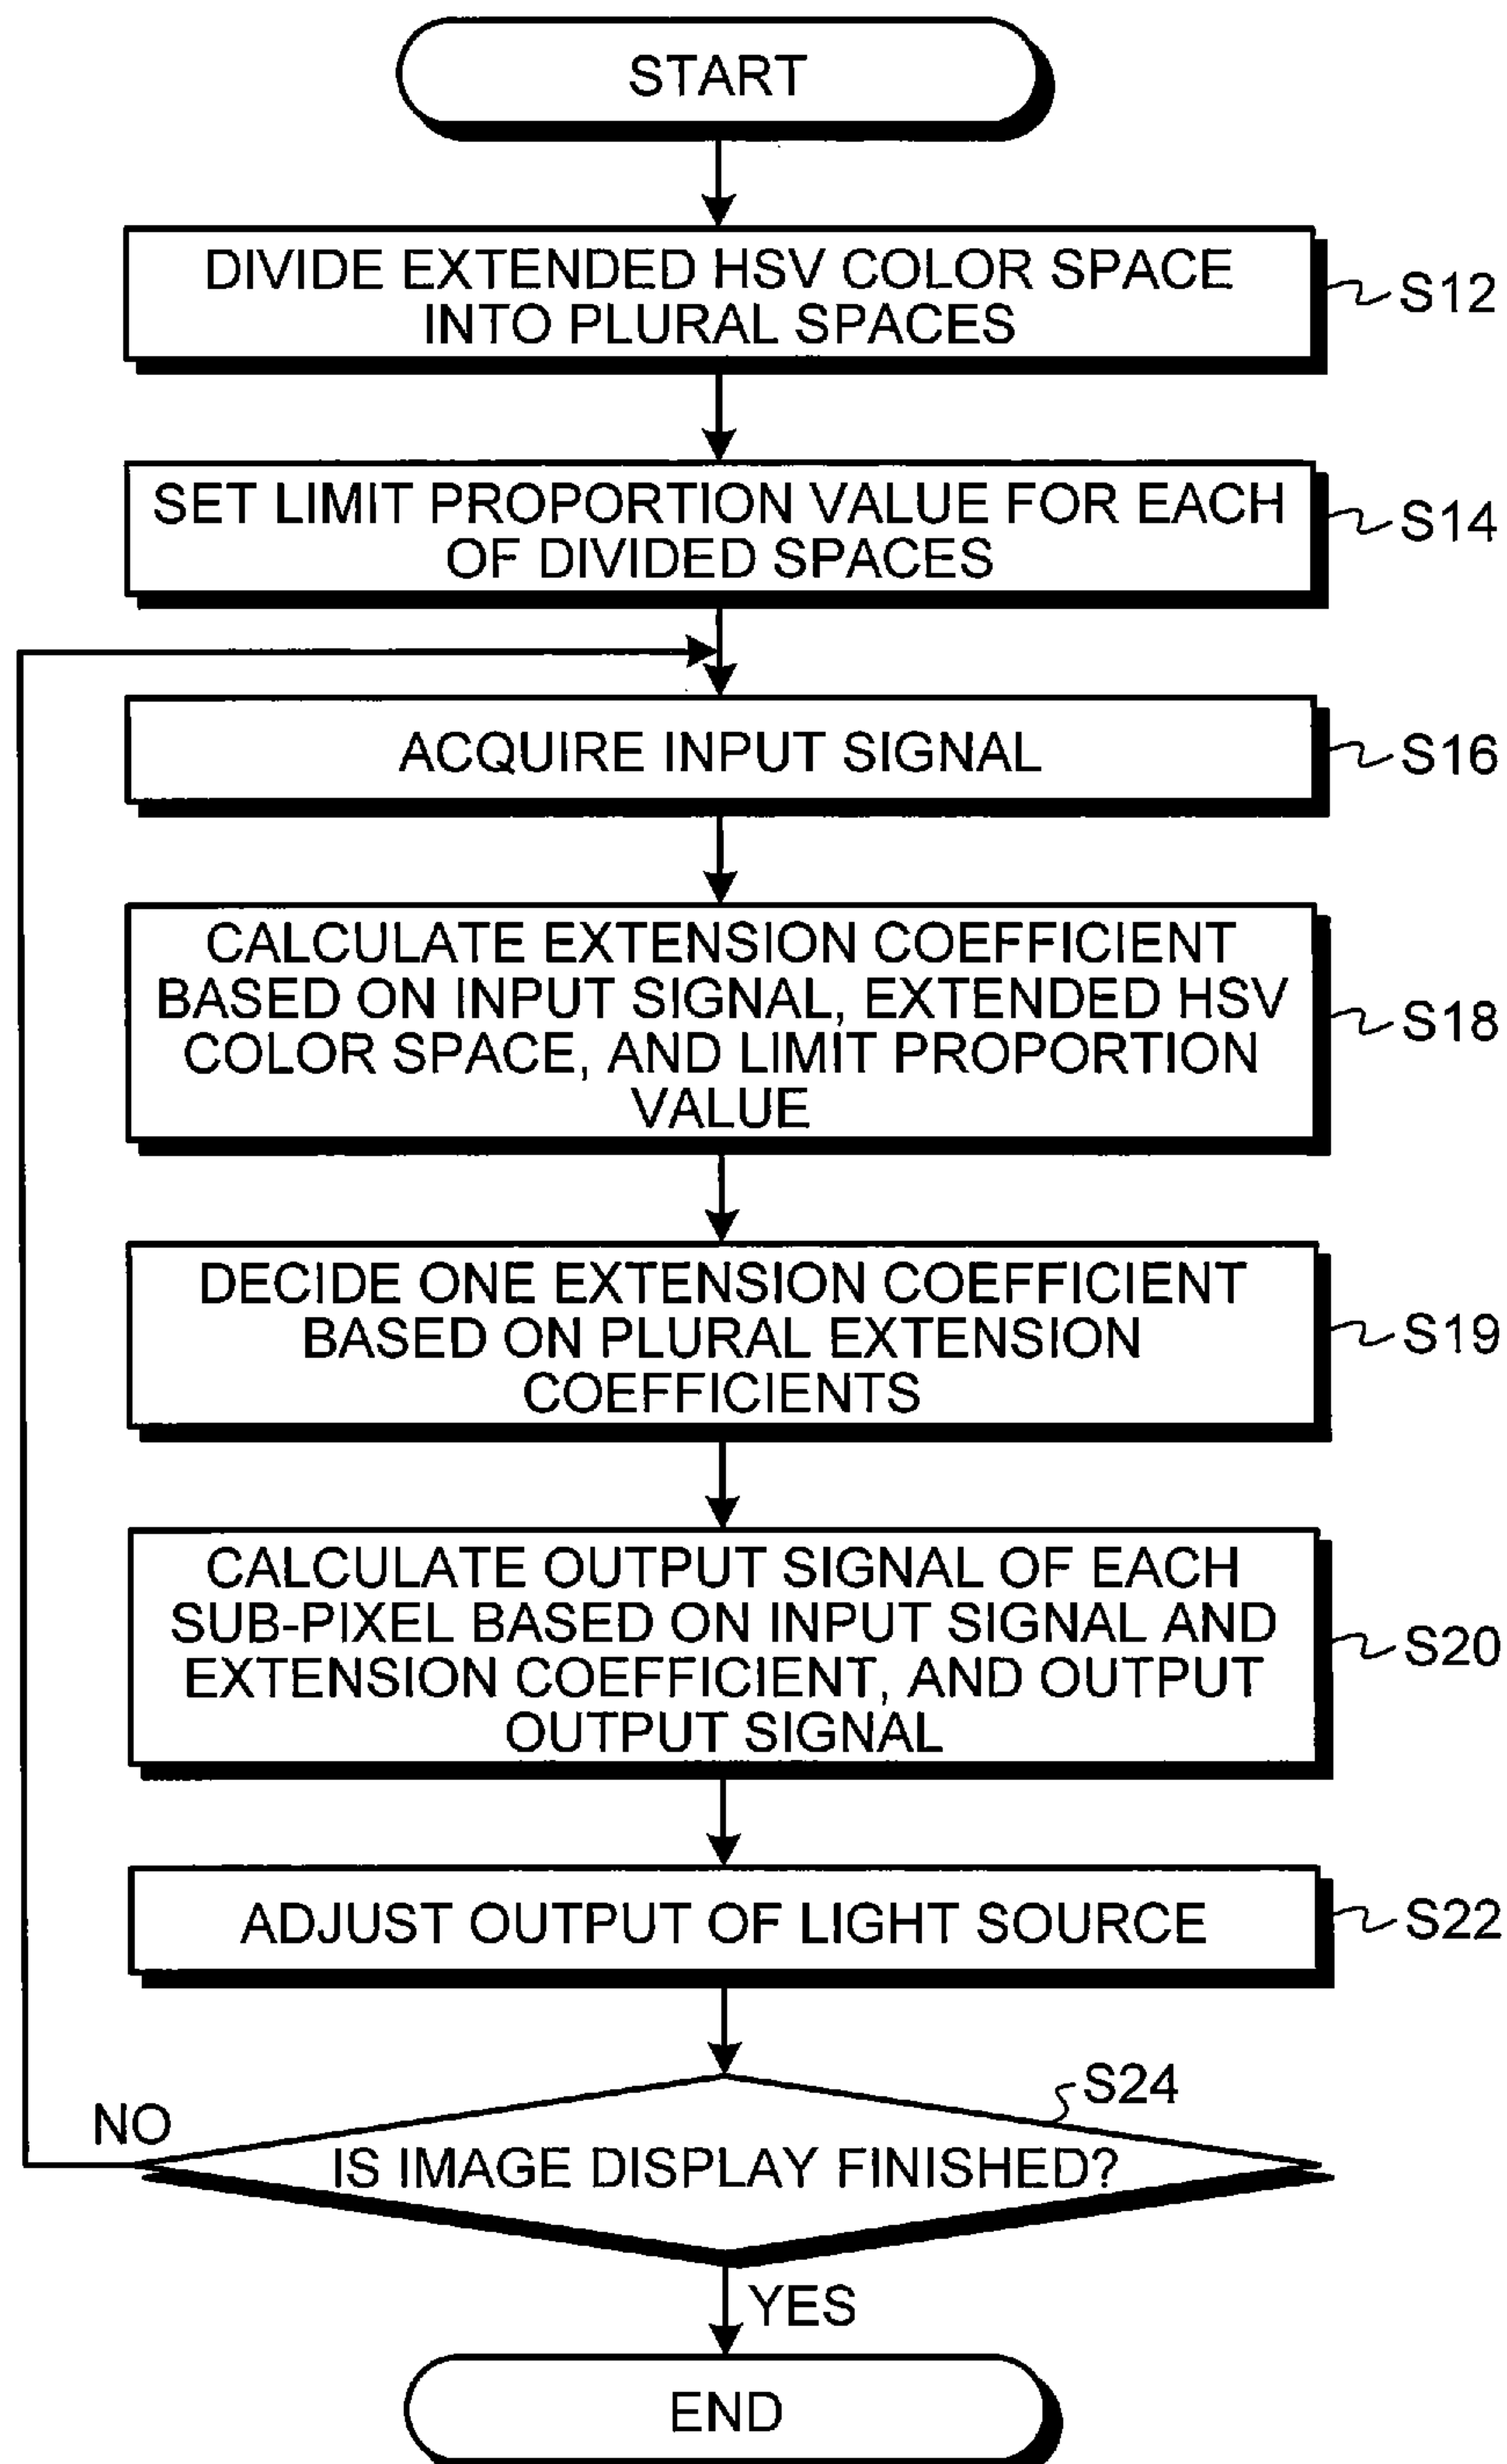 START
DIVIDE EXTENDED HSV COLOR SPACE
INTO PLURAL SPACES
S12
SET LIMIT PROPORTION VALUE FOR EACH
OF DIVIDED SPACES
S14
ACQUIRE INPUT SIGNAL
S16
CALCULATE EXTENSION COEFFICIENT
BASED ON INPUT SIGNAL, EXTENDED HSV
COLOR SPACE, AND LIMIT PROPORTION
VALUE
S18
DECIDE ONE EXTENSION COEFFICIENT
BASED ON PLURAL EXTENSION
COEFFICIENTS
S19
CALCULATE OUTPUT SIGNAL OF EACH
SUB-PIXEL BASED ON INPUT SIGNAL AND
EXTENSION COEFFICIENT, AND OUTPUT
OUTPUT SIGNAL
S20
ADJUST OUTPUT OF LIGHT SOURCE
S22
S24
NO
IS IMAGE DISPLAY FINISHED?
YES
END